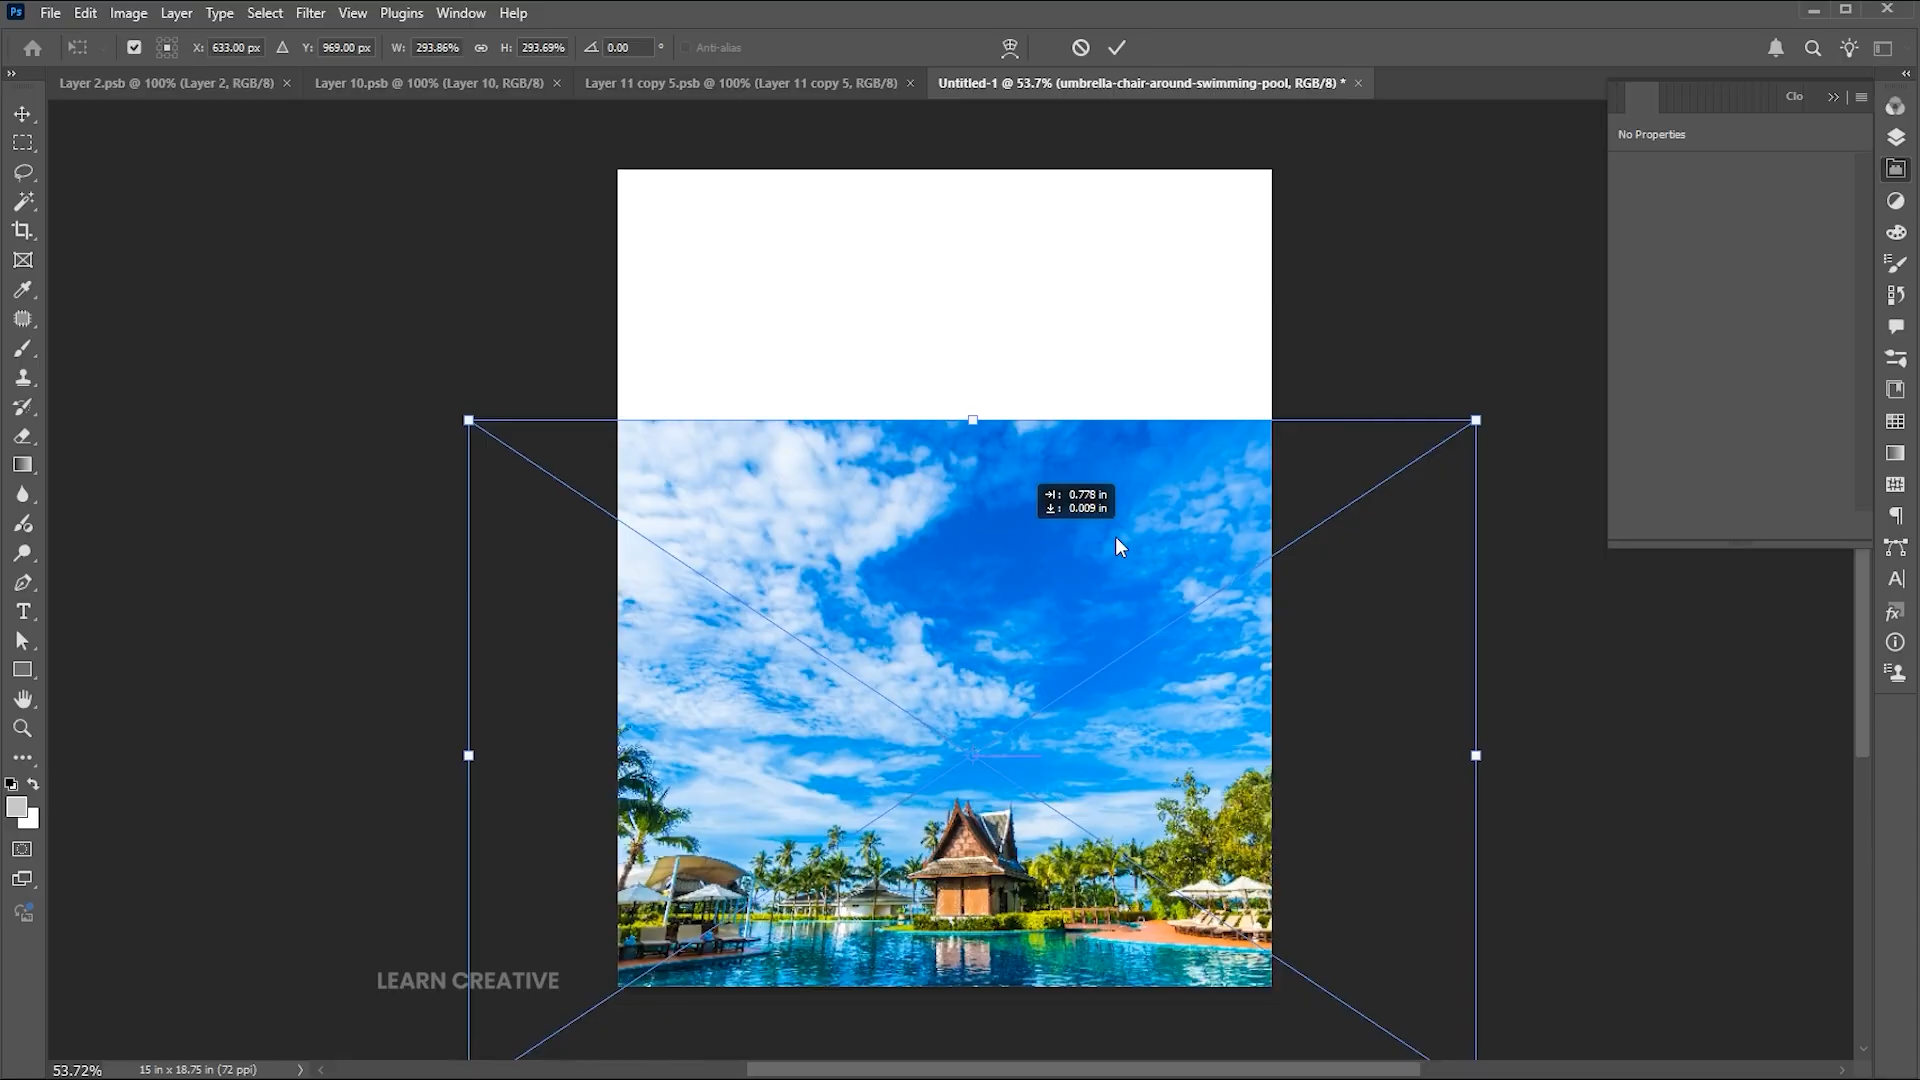 Ps File Edit Image Layer Type Select Filter View Plugins Window Help
X: 633.00 px Y: 969.00 px W: 293.86% H: 293.69% 0.00 ° Anti-alias
Layer 2.psb @ 100% (Layer 2, RGB/8) × Layer 10.psb @ 100% (Layer 10, RGB/8) × Layer 11 copy 5.psb @ 100% (Layer 11 copy 5, RGB/8) × Untitled-1 @ 53.7% (umbrella-chair-around-swimming-pool, RGB/8) * ×
Clo
No Properties
: 0.778 in
: 0.009 in
LEARN CREATIVE
53.72% 15 in x 18.75 in (72 ppi)